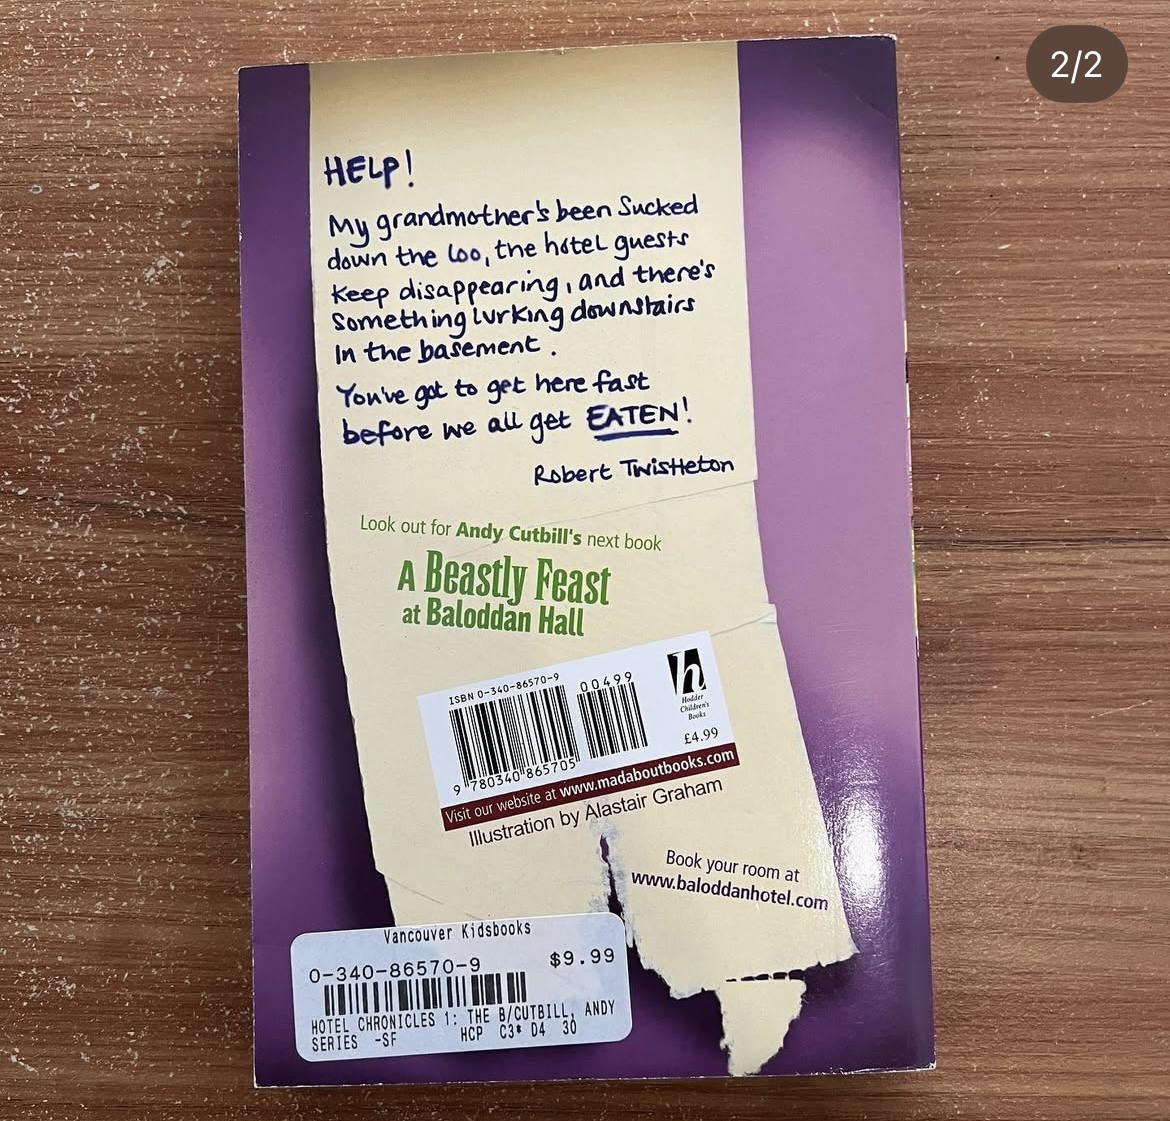 2/2
HELP!
My grandmother's been Sucked
down the loo, the hotel guests
Keep disappearing, and there's
Something lurking downstairs
In the basement.
You've got to get here fast
before we all get EATEN!
Robert Twistleton
Look out for Andy Cutbill's next book
A Beastly Feast
at Baloddan Hall
ISBN 0-340-86570-9
00499
9 780340 865705
h
Hodder
Children's
Books
£4.99
Visit our website at www.madaboutbooks.com
Illustration by Alastair Graham
Book your room at
www.baloddanhotel.com
Vancouver Kidsbooks
0-340-86570-9 $9.99
HOTEL CHRONICLES 1: THE B/CUTBILL, ANDY
SERIES -SF HCP C3* D4 30